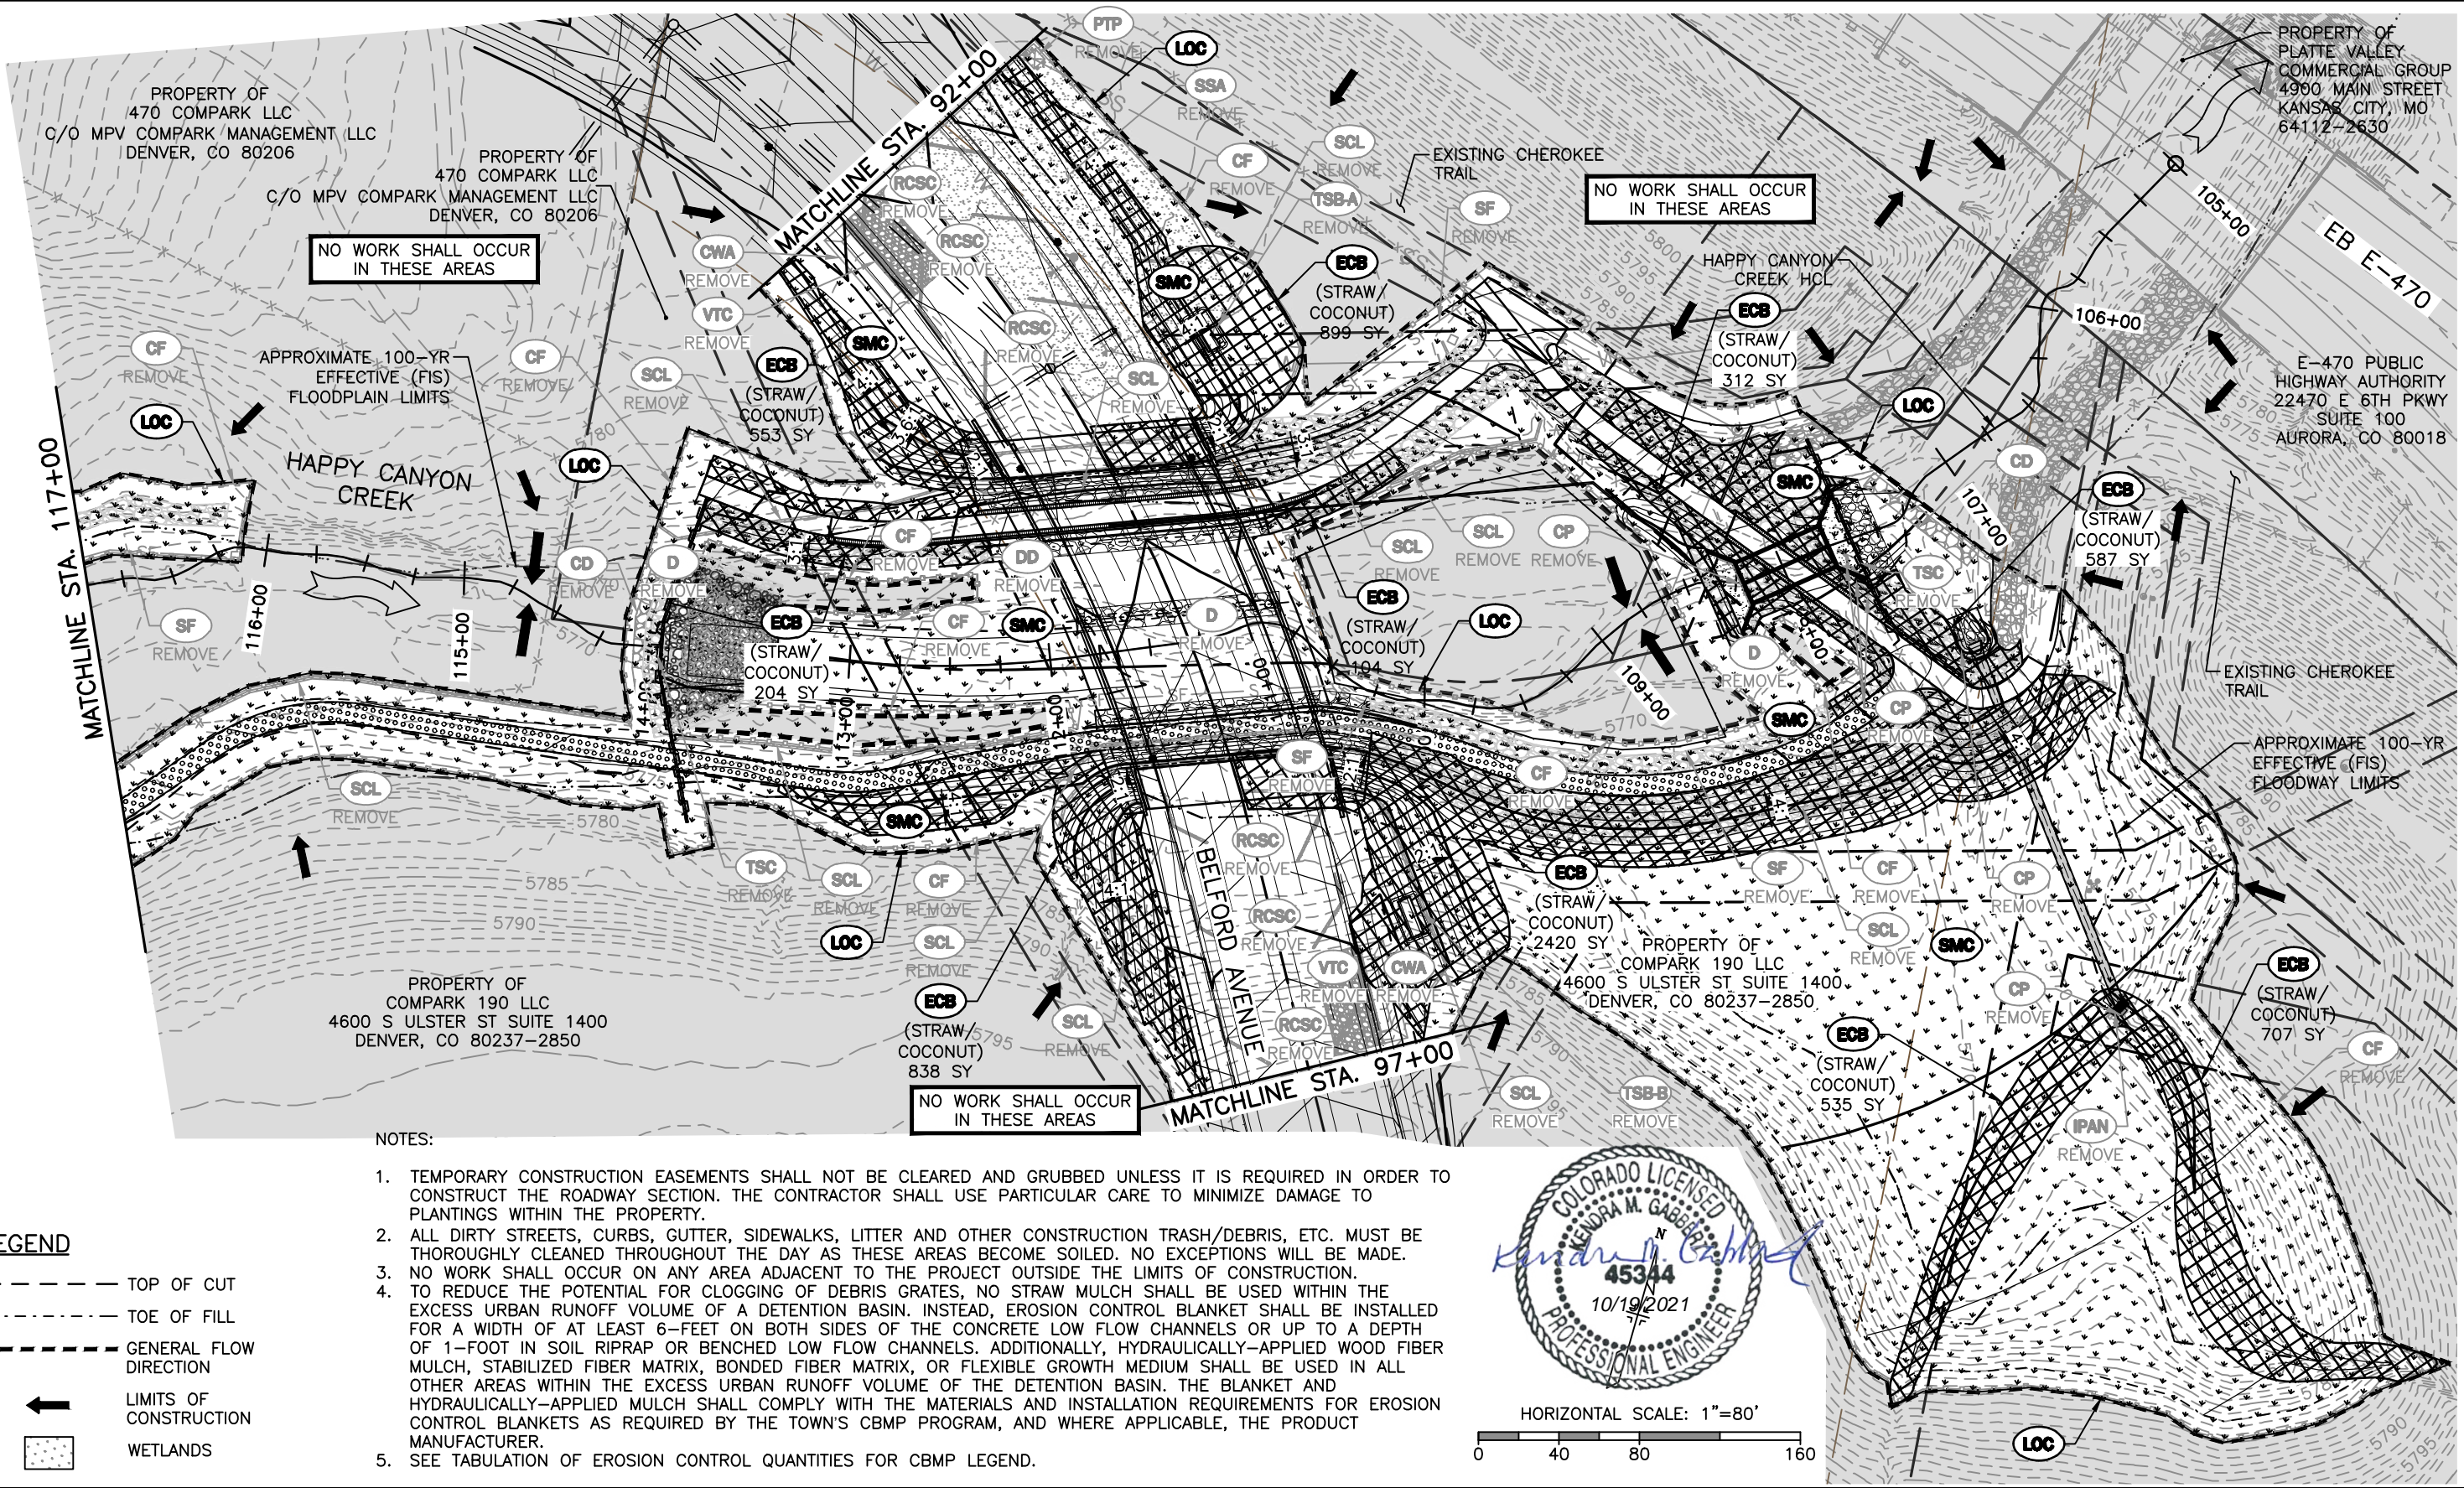 PROPERTY OF
470 COMPARK LLC
C/O MPV COMPARK MANAGEMENT LLC
DENVER, CO 80206
PROPERTY OF
470 COMPARK LLC
C/O MPV COMPARK MANAGEMENT LLC
DENVER, CO 80206
NO WORK SHALL OCCUR
IN THESE AREAS
MATCHLINE STA. 92+00
PTP
REMOVE
LOC
SSA
REMOVE
SCL
REMOVE
CF
REMOVE
TSB-A
REMOVE
EXISTING CHEROKEE
TRAIL
SF
REMOVE
NO WORK SHALL OCCUR
IN THESE AREAS
PROPERTY OF
PLATTE VALLEY
COMMERCIAL GROUP
4900 MAIN STREET
KANSAS CITY, MO
64112-2630
105+00
EB E-470
106+00
HAPPY CANYON
CREEK HCL
ECB
(STRAW/
COCONUT)
312 SY
LOC
E-470 PUBLIC
HIGHWAY AUTHORITY
22470 E 6TH PKWY
SUITE 100
AURORA, CO 80018
RCSC
REMOVE
RCSC
REMOVE
RCSC
REMOVE
SCL
REMOVE
CWA
REMOVE
VTC
REMOVE
SMC
SMC
ECB
(STRAW/
COCONUT)
899 SY
ECB
(STRAW/
COCONUT)
553 SY
5800
5795
5790
5785
CF
REMOVE
APPROXIMATE 100-YR
EFFECTIVE (FIS)
FLOODPLAIN LIMITS
CF
REMOVE
SCL
REMOVE
LOC
LOC
5780
HAPPY CANYON
CREEK
MATCHLINE STA. 117+00
SF
REMOVE
116+00
115+00
CD
REMOVE
5770
D
REMOVE
CF
REMOVE
DD
REMOVE
ECB
(STRAW/
COCONUT)
204 SY
CF
REMOVE
SMC
D
REMOVE
13+00
12+00
SCL
REMOVE
SCL
REMOVE
CP
REMOVE
ECB
(STRAW/
COCONUT)
104 SY
LOC
109+00
5770
SMC
107+00
CD
ECB
(STRAW/
COCONUT)
587 SY
TSC
REMOVE
D
REMOVE
SMC
CP
REMOVE
EXISTING CHEROKEE
TRAIL
APPROXIMATE 100-YR
EFFECTIVE (FIS)
FLOODWAY LIMITS
SCL
REMOVE
5775
5780
5785
5790
SMC
TSC
REMOVE
SCL
REMOVE
CF
REMOVE
LOC
SCL
REMOVE
ECB
(STRAW/
COCONUT)
838 SY
SCL
REMOVE
5795
SF
REMOVE
CF
REMOVE
RCSC
REMOVE
BELFORD AVENUE
RCSC
REMOVE
VTC
REMOVE
CWA
REMOVE
RCSC
REMOVE
MATCHLINE STA. 97+00
ECB
(STRAW/
COCONUT)
2420 SY
PROPERTY OF
COMPARK 190 LLC
4600 S ULSTER ST SUITE 1400
DENVER, CO 80237-2850
SF
REMOVE
CF
REMOVE
CP
REMOVE
SCL
REMOVE
SMC
CP
REMOVE
ECB
(STRAW/
COCONUT)
535 SY
ECB
(STRAW/
COCONUT)
707 SY
CF
REMOVE
IPAN
REMOVE
SCL
REMOVE
TSB-B
REMOVE
5785
5790
LOC
5790
5795
PROPERTY OF
COMPARK 190 LLC
4600 S ULSTER ST SUITE 1400
DENVER, CO 80237-2850
NO WORK SHALL OCCUR
IN THESE AREAS
NOTES:
1. TEMPORARY CONSTRUCTION EASEMENTS SHALL NOT BE CLEARED AND GRUBBED UNLESS IT IS REQUIRED IN ORDER TO
CONSTRUCT THE ROADWAY SECTION. THE CONTRACTOR SHALL USE PARTICULAR CARE TO MINIMIZE DAMAGE TO
PLANTINGS WITHIN THE PROPERTY.
2. ALL DIRTY STREETS, CURBS, GUTTER, SIDEWALKS, LITTER AND OTHER CONSTRUCTION TRASH/DEBRIS, ETC. MUST BE
THOROUGHLY CLEANED THROUGHOUT THE DAY AS THESE AREAS BECOME SOILED. NO EXCEPTIONS WILL BE MADE.
3. NO WORK SHALL OCCUR ON ANY AREA ADJACENT TO THE PROJECT OUTSIDE THE LIMITS OF CONSTRUCTION.
4. TO REDUCE THE POTENTIAL FOR CLOGGING OF DEBRIS GRATES, NO STRAW MULCH SHALL BE USED WITHIN THE
EXCESS URBAN RUNOFF VOLUME OF A DETENTION BASIN. INSTEAD, EROSION CONTROL BLANKET SHALL BE INSTALLED
FOR A WIDTH OF AT LEAST 6-FEET ON BOTH SIDES OF THE CONCRETE LOW FLOW CHANNELS OR UP TO A DEPTH
OF 1-FOOT IN SOIL RIPRAP OR BENCHED LOW FLOW CHANNELS. ADDITIONALLY, HYDRAULICALLY-APPLIED WOOD FIBER
MULCH, STABILIZED FIBER MATRIX, BONDED FIBER MATRIX, OR FLEXIBLE GROWTH MEDIUM SHALL BE USED IN ALL
OTHER AREAS WITHIN THE EXCESS URBAN RUNOFF VOLUME OF THE DETENTION BASIN. THE BLANKET AND
HYDRAULICALLY-APPLIED MULCH SHALL COMPLY WITH THE MATERIALS AND INSTALLATION REQUIREMENTS FOR EROSION
CONTROL BLANKETS AS REQUIRED BY THE TOWN'S CBMP PROGRAM, AND WHERE APPLICABLE, THE PRODUCT
MANUFACTURER.
5. SEE TABULATION OF EROSION CONTROL QUANTITIES FOR CBMP LEGEND.
EGEND
TOP OF CUT
TOE OF FILL
GENERAL FLOW
DIRECTION
LIMITS OF
CONSTRUCTION
WETLANDS
COLORADO LICENSED
KENDRA M. GABBERT
N
45344
10/19/2021
PROFESSIONAL ENGINEER
HORIZONTAL SCALE: 1"=80'
0 40 80 160